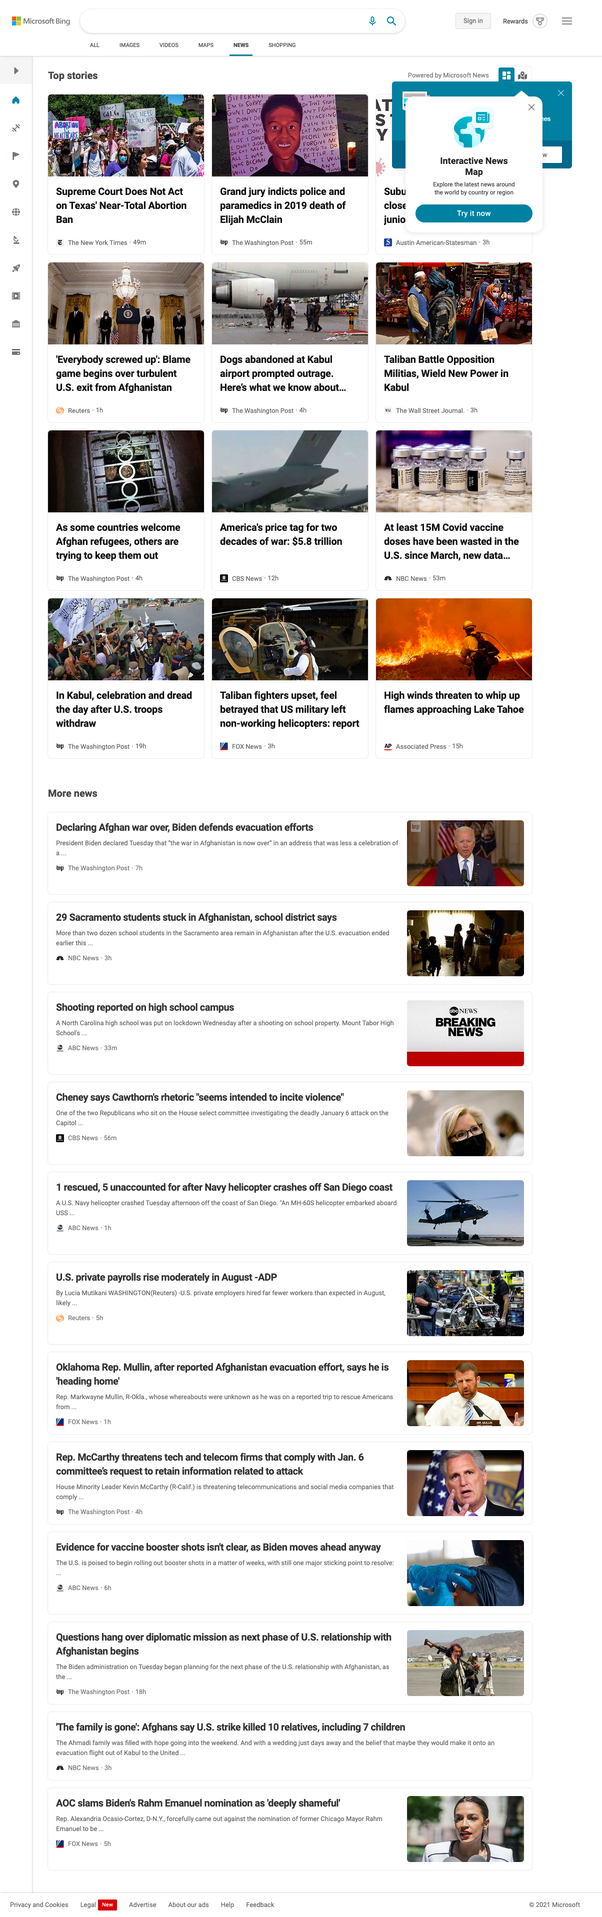 Microsoft Bing
Sign in
Rewards
ALL
IMAGES
VIDEOS
MAPS
NEWS
SHOPPING
Top stories
Powered by Microsoft News
Interactive News
Map
Explore the latest news around
the world by country or region
Try it now
Supreme Court Does Not Act
on Texas' Near-Total Abortion
Ban
The New York Times · 49m
Grand jury indicts police and
paramedics in 2019 death of
Elijah McClain
The Washington Post · 55m
Subu
close
junio
Austin American-Statesman · 3h
'Everybody screwed up': Blame
game begins over turbulent
U.S. exit from Afghanistan
Reuters · 1h
Dogs abandoned at Kabul
airport prompted outrage.
Here's what we know about...
The Washington Post · 4h
Taliban Battle Opposition
Militias, Wield New Power in
Kabul
The Wall Street Journal. · 3h
As some countries welcome
Afghan refugees, others are
trying to keep them out
The Washington Post · 4h
America's price tag for two
decades of war: $5.8 trillion
CBS News · 12h
At least 15M Covid vaccine
doses have been wasted in the
U.S. since March, new data...
NBC News · 53m
In Kabul, celebration and dread
the day after U.S. troops
withdraw
The Washington Post · 19h
Taliban fighters upset, feel
betrayed that US military left
non-working helicopters: report
FOX News · 3h
High winds threaten to whip up
flames approaching Lake Tahoe
AP
Associated Press · 15h
More news
Declaring Afghan war over, Biden defends evacuation efforts
President Biden declared Tuesday that "the war in Afghanistan is now over" in an address that was less a celebration of
a ...
The Washington Post · 7h
29 Sacramento students stuck in Afghanistan, school district says
More than two dozen school students in the Sacramento area remain in Afghanistan after the U.S. evacuation ended
earlier this ...
NBC News · 3h
Shooting reported on high school campus
A North Carolina high school was put on lockdown Wednesday after a shooting on school property. Mount Tabor High
School's ...
ABC News · 33m
abc NEWS
BREAKING
NEWS
Cheney says Cawthorn's rhetoric "seems intended to incite violence"
One of the two Republicans who sit on the House select committee investigating the deadly January 6 attack on the
Capitol ...
CBS News · 56m
1 rescued, 5 unaccounted for after Navy helicopter crashes off San Diego coast
A U.S. Navy helicopter crashed Tuesday afternoon off the coast of San Diego. "An MH-60S helicopter embarked aboard
USS ...
ABC News · 1h
U.S. private payrolls rise moderately in August -ADP
By Lucia Mutikani WASHINGTON(Reuters) -U.S. private employers hired far fewer workers than expected in August,
likely ...
Reuters · 5h
Oklahoma Rep. Mullin, after reported Afghanistan evacuation effort, says he is
'heading home'
Rep. Markwayne Mullin, R-Okla., whose whereabouts were unknown as he was on a reported trip to rescue Americans
from ...
FOX News · 1h
MR. MULLIN
Rep. McCarthy threatens tech and telecom firms that comply with Jan. 6
committee's request to retain information related to attack
House Minority Leader Kevin McCarthy (R-Calif.) is threatening telecommunications and social media companies that
comply ...
The Washington Post · 4h
Evidence for vaccine booster shots isn't clear, as Biden moves ahead anyway
The U.S. is poised to begin rolling out booster shots in a matter of weeks, with still one major sticking point to resolve:
...
ABC News · 6h
Questions hang over diplomatic mission as next phase of U.S. relationship with
Afghanistan begins
The Biden administration on Tuesday began planning for the next phase of the U.S. relationship with Afghanistan, as
the ...
The Washington Post · 18h
'The family is gone': Afghans say U.S. strike killed 10 relatives, including 7 children
The Ahmadi family was filled with hope going into the weekend. And with a wedding just days away and the belief that maybe they would make it onto an
evacuation flight out of Kabul to the United ...
NBC News · 3h
AOC slams Biden's Rahm Emanuel nomination as 'deeply shameful'
Rep. Alexandria Ocasio-Cortez, D-N.Y., forcefully came out against the nomination of former Chicago Mayor Rahm
Emanuel to be ...
FOX News · 5h
Privacy and Cookies
Legal
New
Advertise
About our ads
Help
Feedback
© 2021 Microsoft